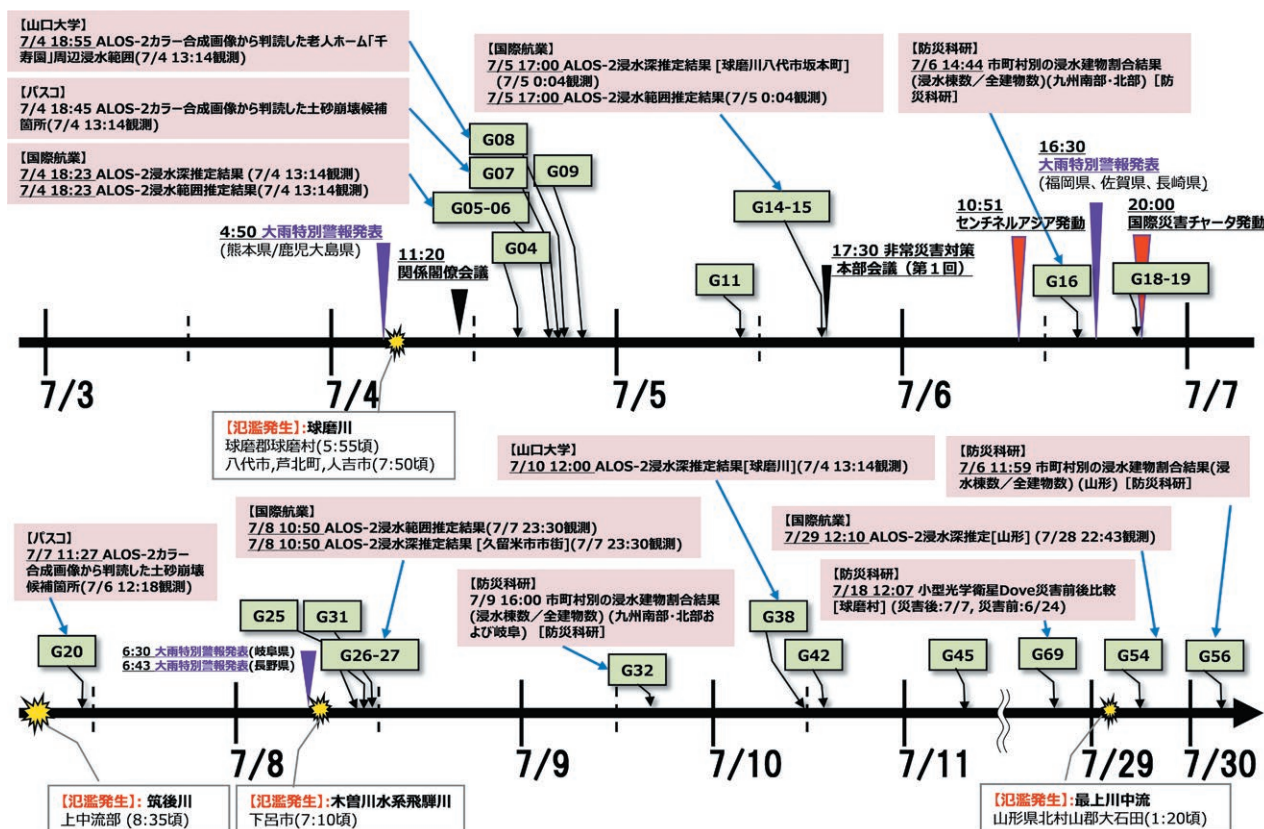 【山口大学】
7/4 18:55 ALOS-2カラー合成画像から判読した老人ホーム「千
寿園」周辺浸水範囲(7/4 13:14観測)
【パスコ】
7/4 18:45 ALOS-2カラー合成画像から判読した土砂崩壊候補
箇所(7/4 13:14観測)
【国際航業】
7/4 18:23 ALOS-2浸水深推定結果 (7/4 13:14観測)
7/4 18:23 ALOS-2浸水範囲推定結果(7/4 13:14観測)
【国際航業】
7/5 17:00 ALOS-2浸水深推定結果 [球磨川八代市坂本町]
(7/5 0:04観測)
7/5 17:00 ALOS-2浸水範囲推定結果(7/5 0:04観測)
【防災科研】
7/6 14:44 市町村別の浸水建物割合結果
(浸水棟数/全建物数)(九州南部・北部) [防
災科研]
G08
G07
G09
G05-06
G04
G14-15
G11
G16
G18-19
4:50 大雨特別警報発表
(熊本県/鹿児大島県)
11:20
関係閣僚会議
17:30 非常災害対策
本部会議（第１回）
10:51
センチネルアジア発動
16:30
大雨特別警報発表
(福岡県、佐賀県、長崎県)
20:00
国際災害チャータ発動
7/3
7/4
7/5
7/6
7/7
【氾濫発生】:球磨川
球磨郡球磨村(5:55頃)
八代市,芦北町,人吉市(7:50頃)
【山口大学】
7/10 12:00 ALOS-2浸水深推定結果[球磨川](7/4 13:14観測)
【防災科研】
7/6 11:59 市町村別の浸水建物割合結果(浸
水棟数/全建物数) (山形) [防災科研]
【パスコ】
7/7 11:27 ALOS-2カラー
合成画像から判読した土砂崩壊
候補箇所(7/6 12:18観測)
【国際航業】
7/8 10:50 ALOS-2浸水範囲推定結果(7/7 23:30観測)
7/8 10:50 ALOS-2浸水深推定結果 [久留米市市街](7/7 23:30観測)
【防災科研】
7/9 16:00 市町村別の浸水建物割合結果
(浸水棟数/全建物数) (九州南部・北部お
よび岐阜) [防災科研]
【国際航業】
7/29 12:10 ALOS-2浸水深推定[山形] (7/28 22:43観測)
【防災科研】
7/18 12:07 小型光学衛星Dove災害前後比較
[球磨村] (災害後:7/7, 災害前:6/24)
G20
G25
G31
G26-27
G32
G38
G42
G45
G69
G54
G56
6:30 大雨特別警報発表(岐阜県)
6:43 大雨特別警報発表(長野県)
7/8
7/9
7/10
7/11
7/29
7/30
【氾濫発生】: 筑後川
上中流部 (8:35頃)
【氾濫発生】:木曽川水系飛騨川
下呂市(7:10頃)
【氾濫発生】:最上川中流
山形県北村山郡大石田(1:20頃)